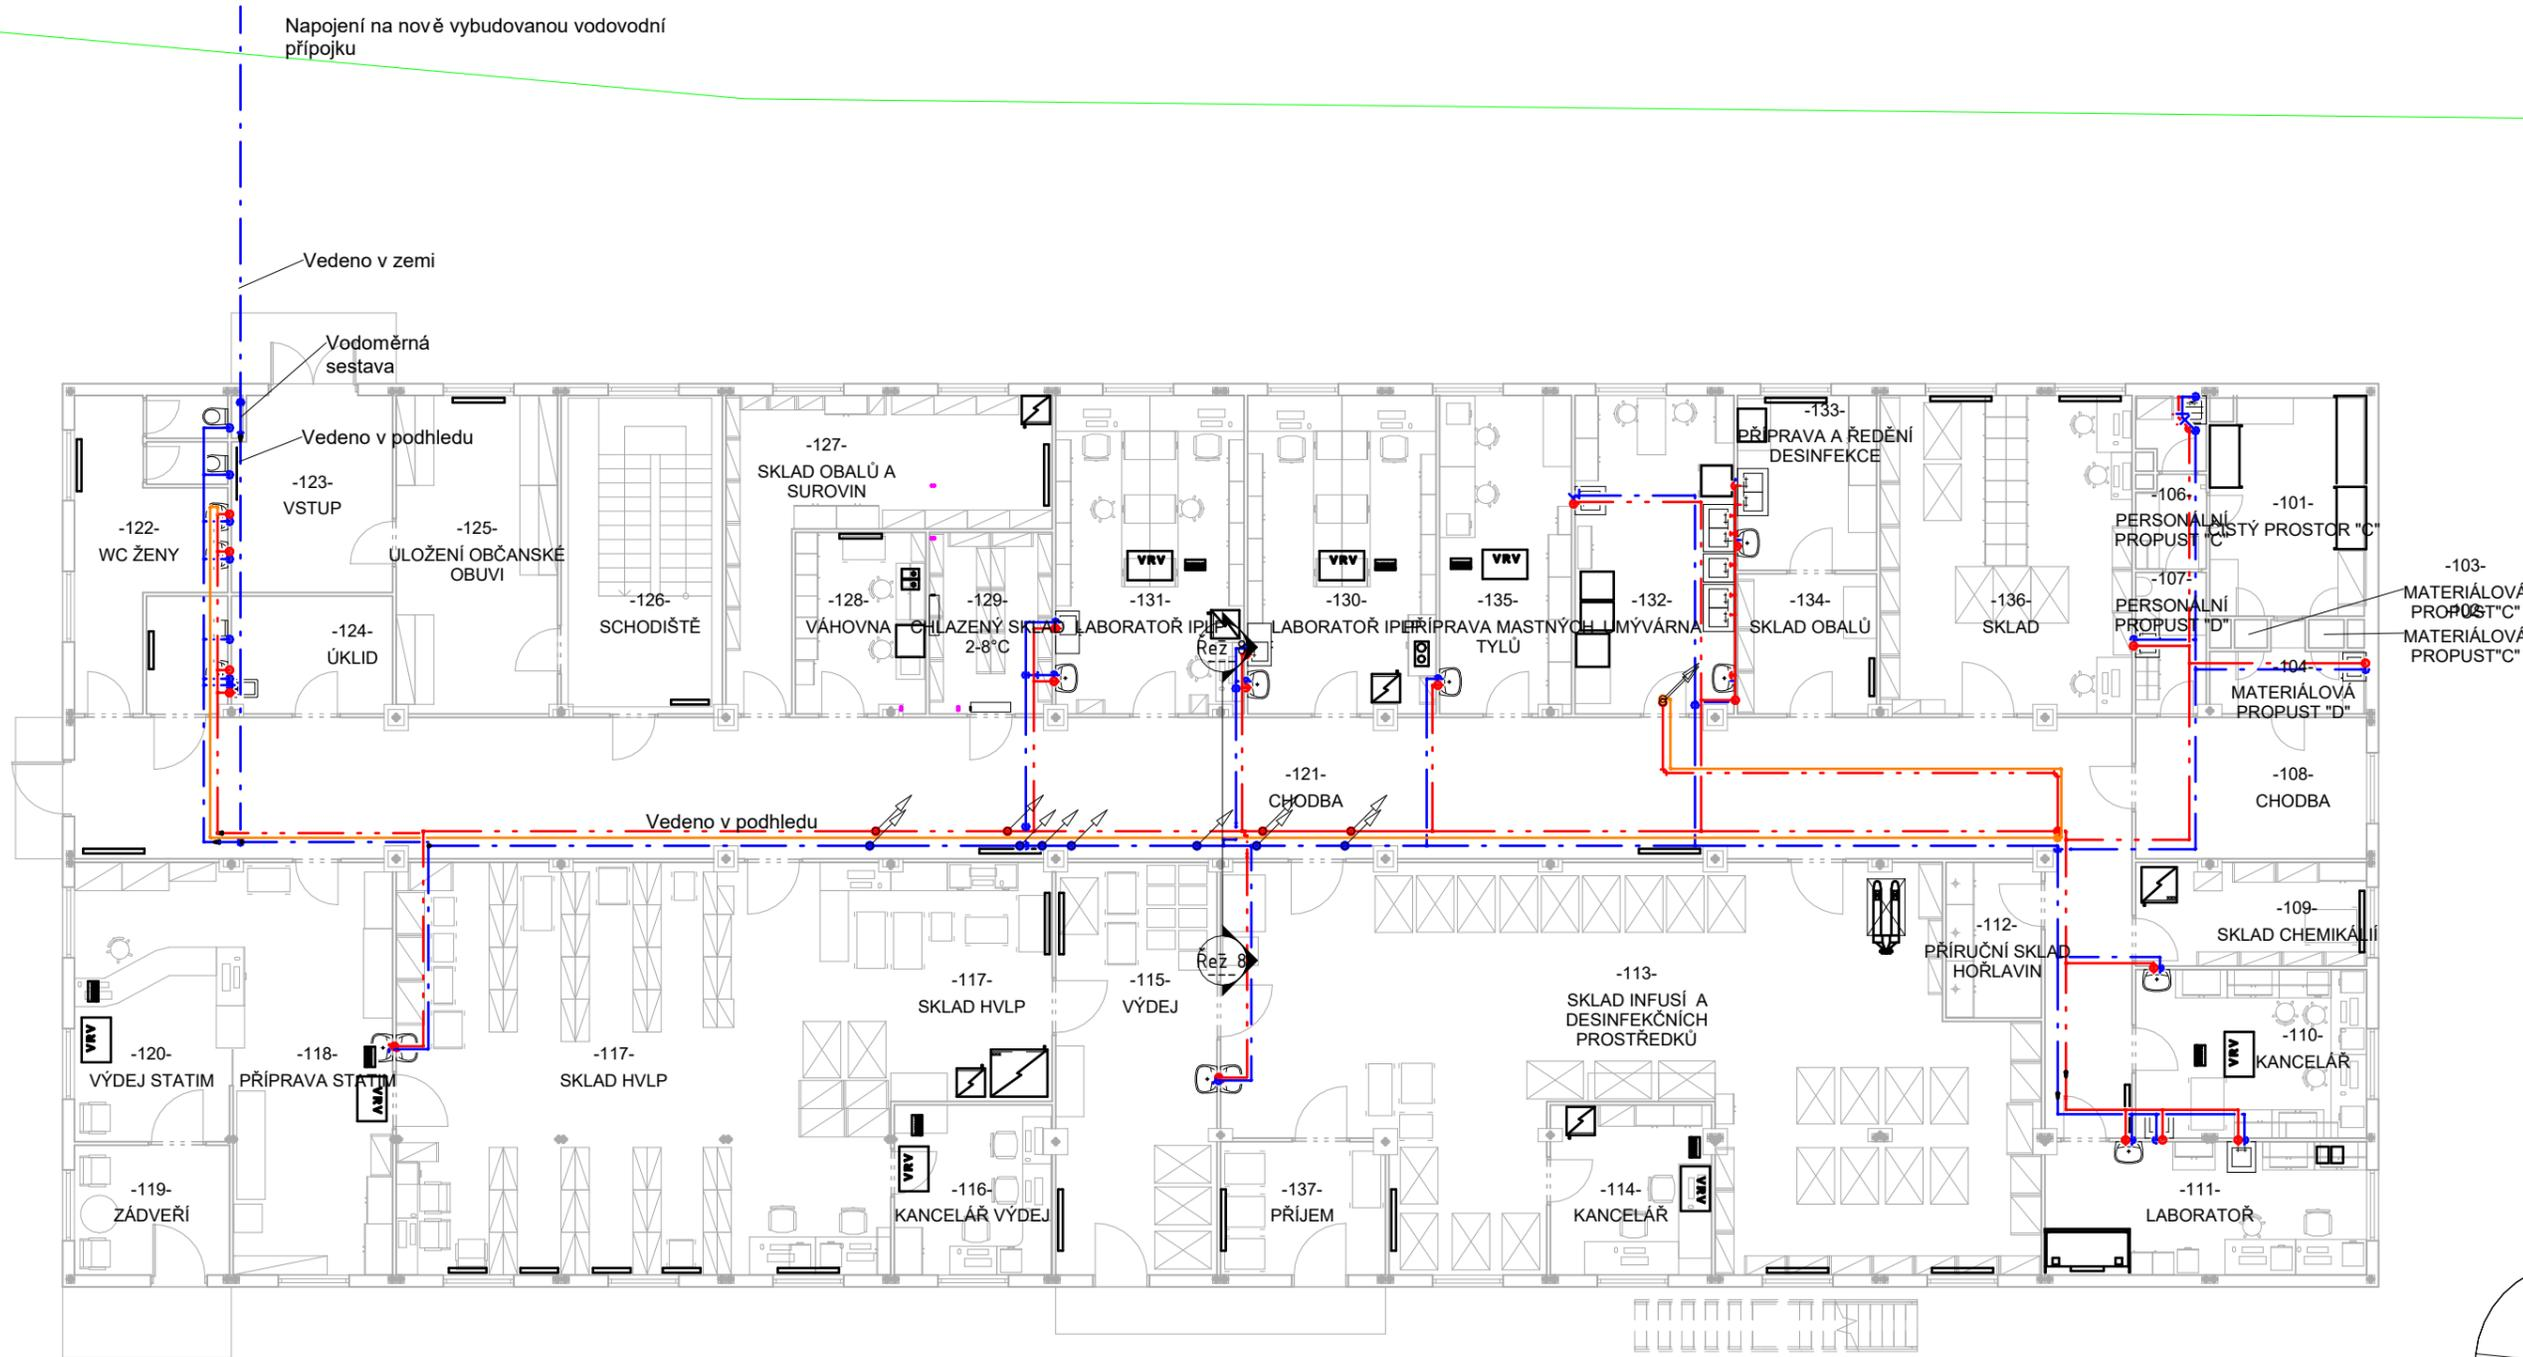 Napojení na nově vybudovanou vodovodní
přípojku
Vedeno v zemi
Vodoměrná
sestava
Vedeno v podhledu
-122-
WC ŽENY
-123-
VSTUP
-124-
ÚKLID
-125-
ULOŽENÍ OBČANSKÉ
OBUVI
-126-
SCHODIŠTĚ
-127-
SKLAD OBALŮ A
SUROVIN
-128-
VÁHOVNA
-129-
CHLAZENÝ SKLAD
2-8°C
-131-
LABORATOŘ IPLP
VRV
-130-
LABORATOŘ IPLP
VRV
-135-
PŘÍPRAVA MASTNÝCH
TYLŮ
VRV
-132-
UMÝVÁRNA
-133-
PŘÍPRAVA A ŘEDĚNÍ
DESINFEKCE
-134-
SKLAD OBALŮ
-136-
SKLAD
-106-
PERSONÁLNÍ
PROPUST "C"
-107-
PERSONÁLNÍ
PROPUST "D"
-101-
ČISTÝ PROSTOR "C"
-103-
MATERIÁLOVÁ
PROPUST"C"
-102-
MATERIÁLOVÁ
PROPUST"C"
-104-
MATERIÁLOVÁ
PROPUST "D"
-108-
CHODBA
-121-
CHODBA
Vedeno v podhledu
Řez 8
Řez 8
-109-
SKLAD CHEMIKÁLIÍ
-110-
KANCELÁŘ
VRV
-111-
LABORATOŘ
-112-
PŘÍRUČNÍ SKLAD
HOŘLAVIN
-113-
SKLAD INFUSÍ A
DESINFEKČNÍCH
PROSTŘEDKŮ
-114-
KANCELÁŘ
VRV
-115-
VÝDEJ
-137-
PŘÍJEM
-116-
KANCELÁŘ VÝDEJ
VRV
-117-
SKLAD HVLP
-117-
SKLAD HVLP
-118-
PŘÍPRAVA STATIM
VRV
-120-
VÝDEJ STATIM
VRV
-119-
ZÁDVEŘÍ